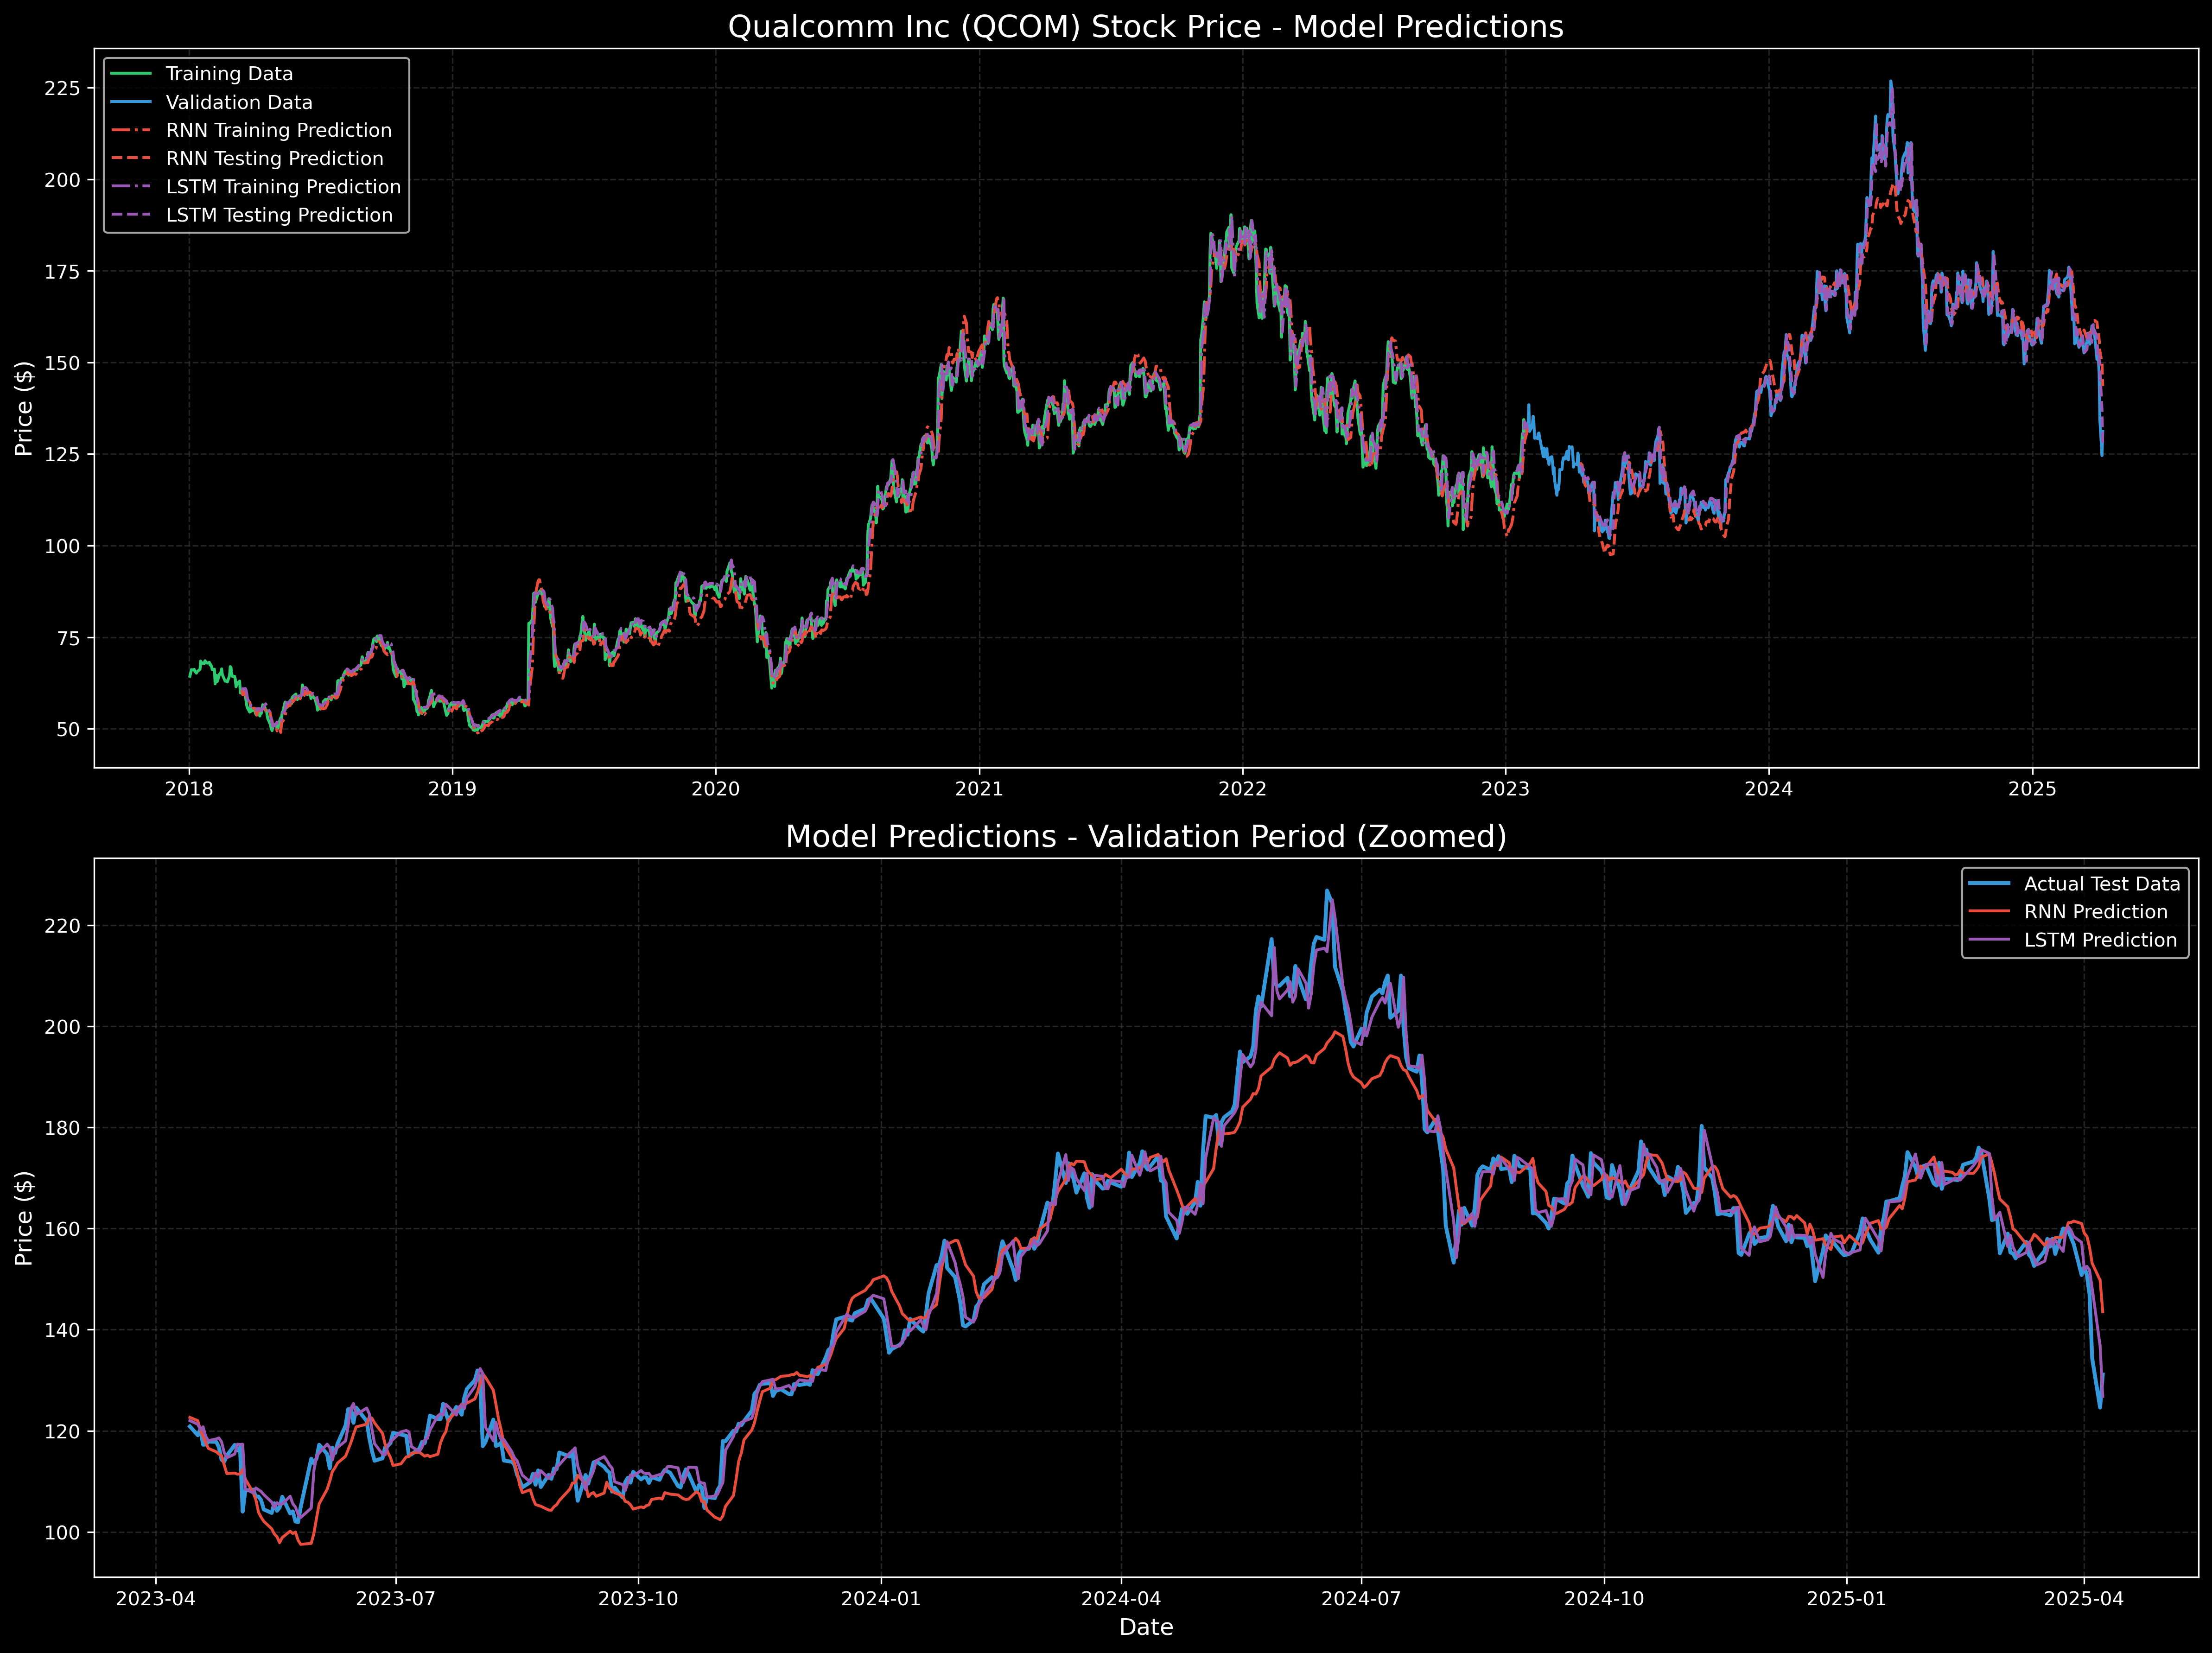 Qualcomm Inc (QCOM) Stock Price - Model Predictions
Training Data
Validation Data
RNN Training Prediction
RNN Testing Prediction
LSTM Training Prediction
LSTM Testing Prediction
Price ($)
225
200
175
150
125
100
75
50
2018 2019 2020 2021 2022 2023 2024 2025
Model Predictions - Validation Period (Zoomed)
Actual Test Data
RNN Prediction
LSTM Prediction
Price ($)
220
200
180
160
140
120
100
2023-04 2023-07 2023-10 2024-01 2024-04 2024-07 2024-10 2025-01 2025-04
Date